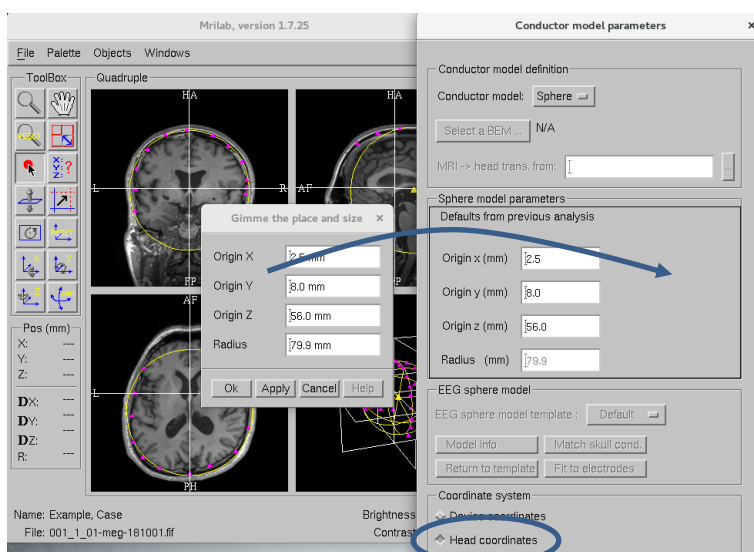 Mrilab, version 1.7.25
File Palette Objects Windows
ToolBox
Quadruple
HA
HA
L
R
AF
PP
AF
L
PH
X:
Y:
Z:
?
Gimme the place and size ×
Origin X 2.5 mm
Origin Y 8.0 mm
Origin Z 56.0 mm
Radius 79.9 mm
Ok Apply Cancel Help
Pos (mm)
X: ---
Y: ---
Z: ---
DX: ---
DY: ---
DZ: ---
R: ---
Name: Example, Case
File: 001_1_01-meg-181001.fif
Brightness
Contras
Conductor model parameters ×
Conductor model definition
Conductor model: Sphere
Select a BEM ... N/A
MRI -> head trans. from: ...
Sphere model parameters
Defaults from previous analysis
Origin x (mm) 2.5
Origin y (mm) 8.0
Origin z (mm) 56.0
Radius (mm) 79.9
EEG sphere model
EEG sphere model template : Default
Model info Match skull cond.
Return to template Fit to electrodes
Coordinate system
Device coordinates
Head coordinates